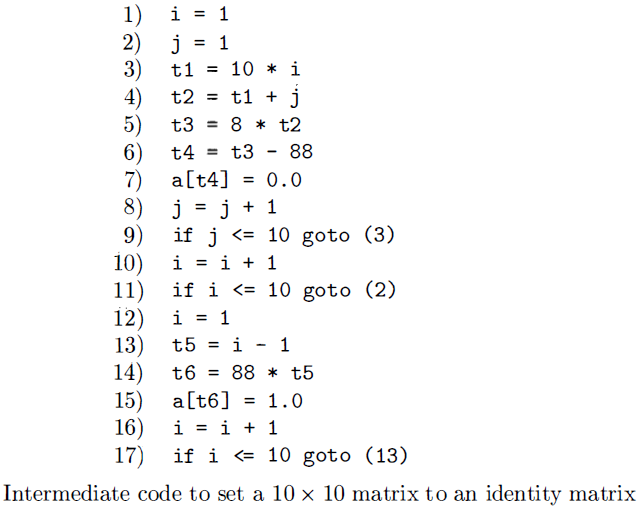 1) i = 1
2) j = 1
3) t1 = 10 * i
4) t2 = t1 + j
5) t3 = 8 * t2
6) t4 = t3 - 88
7) a[t4] = 0.0
8) j = j + 1
9) if j <= 10 goto (3)
10) i = i + 1
11) if i <= 10 goto (2)
12) i = 1
13) t5 = i - 1
14) t6 = 88 * t5
15) a[t6] = 1.0
16) i = i + 1
17) if i <= 10 goto (13)
Intermediate code to set a 10 × 10 matrix to an identity matrix